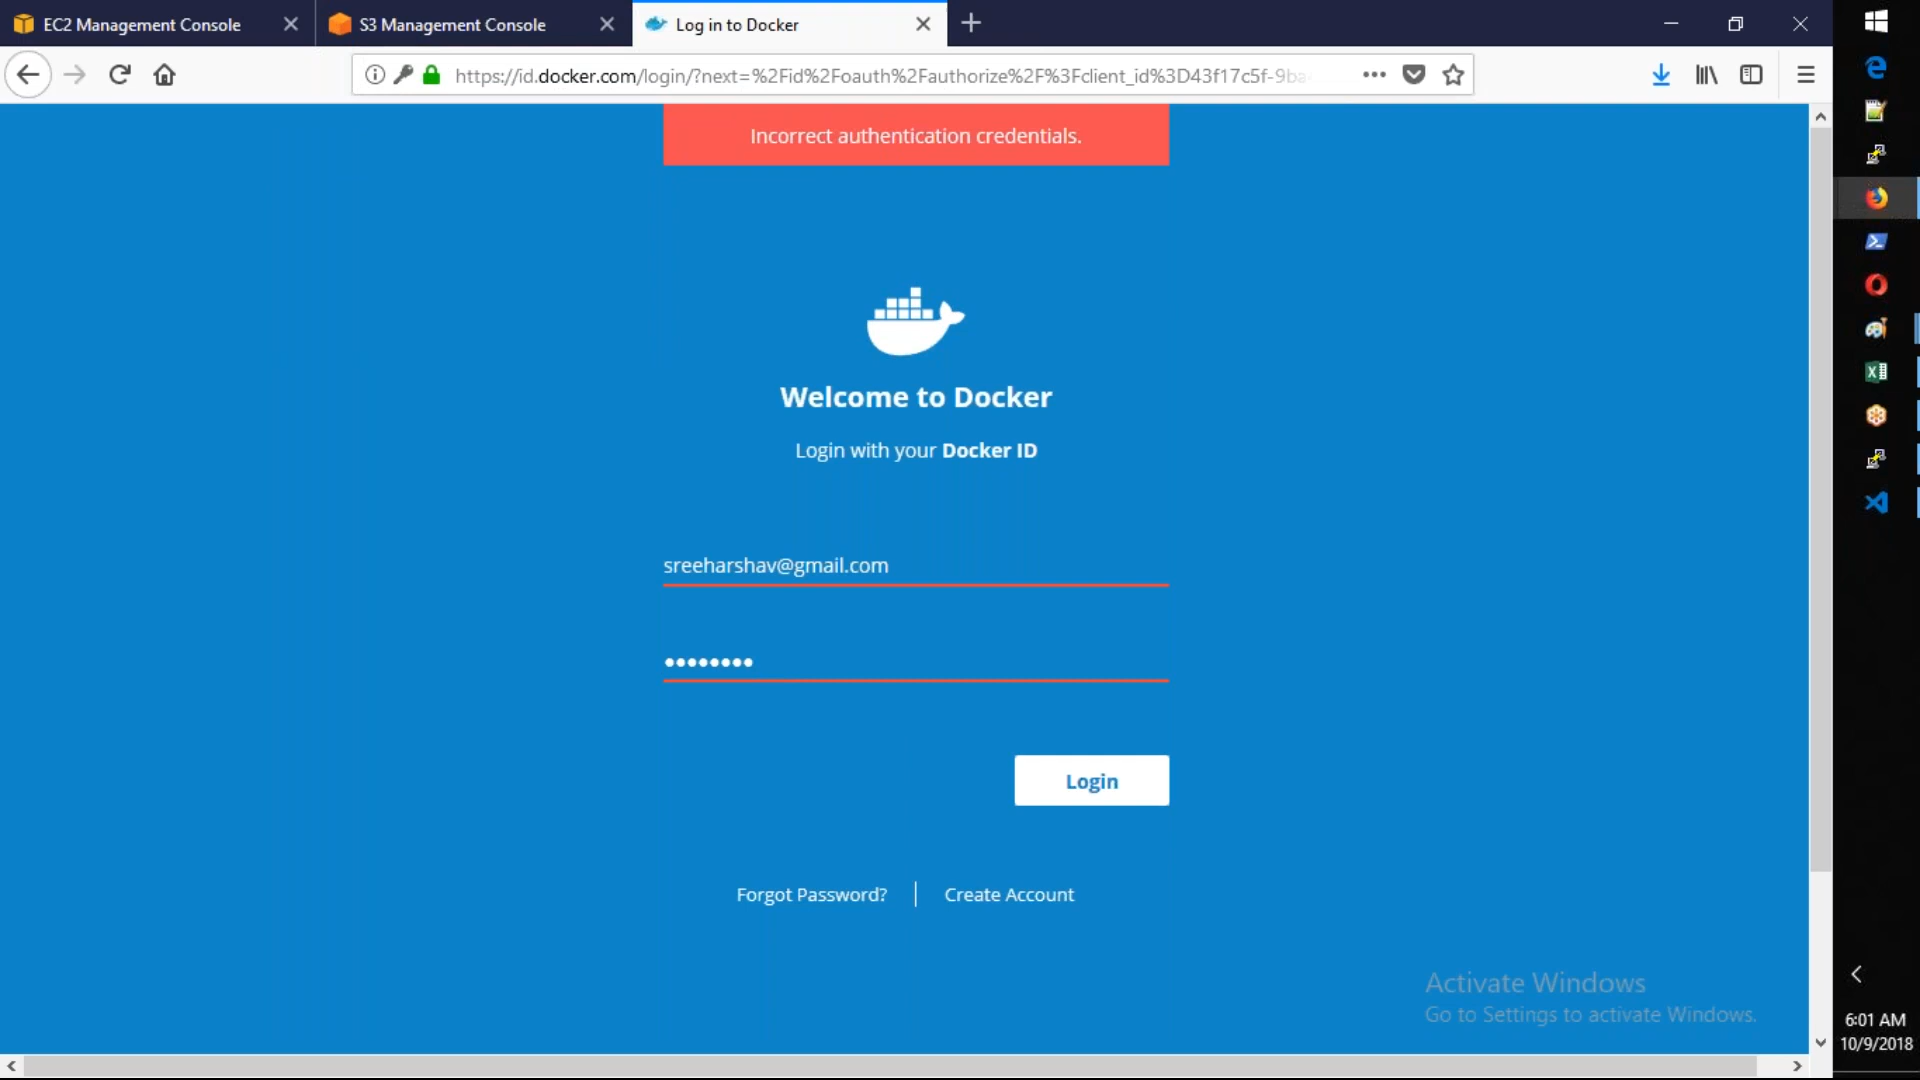 EC2 Management Console
S3 Management Console
Log in to Docker
https://id.docker.com/login/?next=%2Fid%2Foauth%2Fauthorize%2F%3Fclient_id%3D43f17c5f-9ba
Incorrect authentication credentials.
Welcome to Docker
Login with your Docker ID
sreeharshav@gmail.com
••••••••
Login
Forgot Password? | Create Account
Activate Windows
Go to Settings to activate Windows.
6:01 AM
10/9/2018